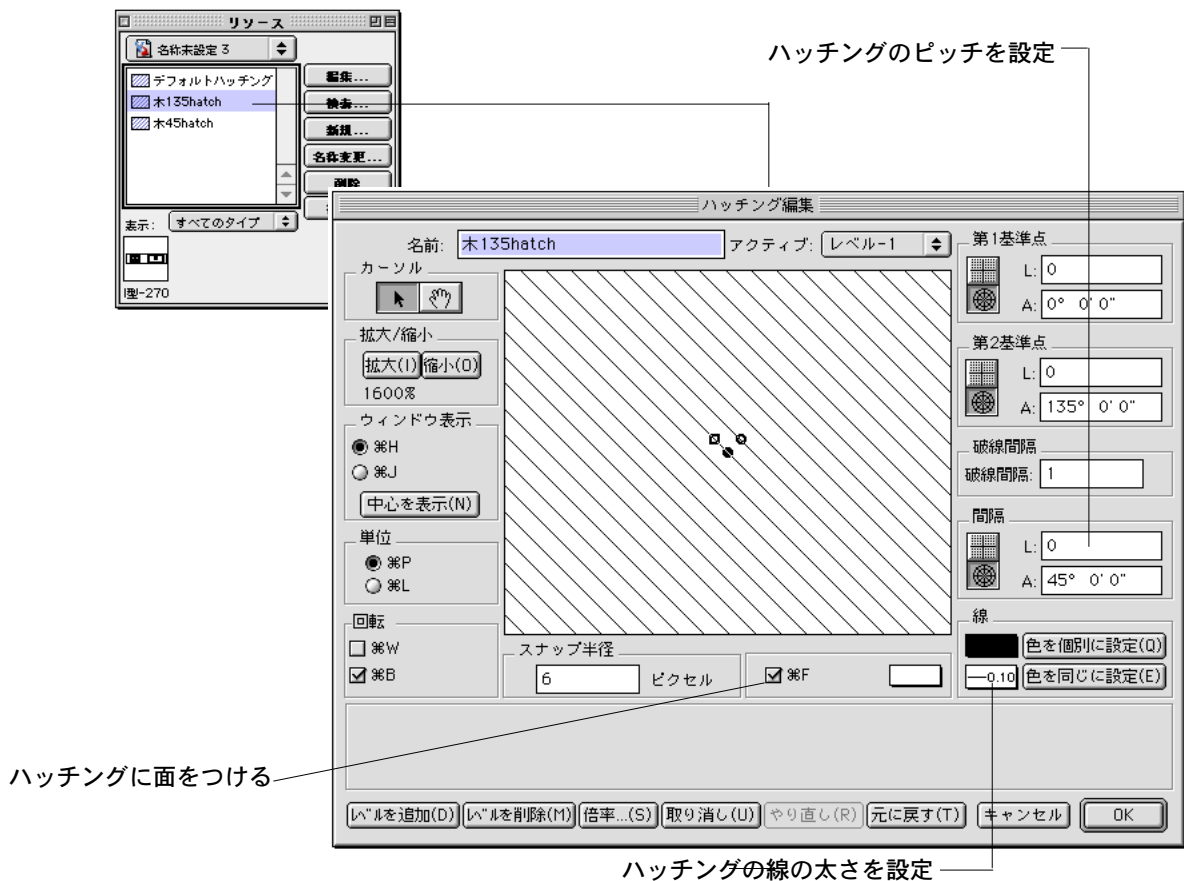 リソース
名称未設定 3
デフォルトハッチング
木135hatch
木45hatch
編集...
検索...
新規...
名称変更...
削除
表示: すべてのタイプ
I型-270
ハッチングのピッチを設定
ハッチング編集
名前: 木135hatch
アクティブ: レベル-1
カーソル
拡大/縮小
拡大(I) 縮小(O)
1600%
ウィンドウ表示
⌘H
⌘J
中心を表示(N)
単位
⌘P
⌘L
回転
⌘W
⌘B
スナップ半径
6 ピクセル
⌘F
第1基準点
L: 0
A: 0° 0' 0"
第2基準点
L: 0
A: 135° 0' 0"
破線間隔
破線間隔: 1
間隔
L: 0
A: 45° 0' 0"
線
色を個別に設定(Q)
0.10 色を同じに設定(E)
ハッチングに面をつける
レベルを追加(D) レベルを削除(M) 倍率...(S) 取り消し(U) やり直し(R) 元に戻す(T) キャンセル OK
ハッチングの線の太さを設定